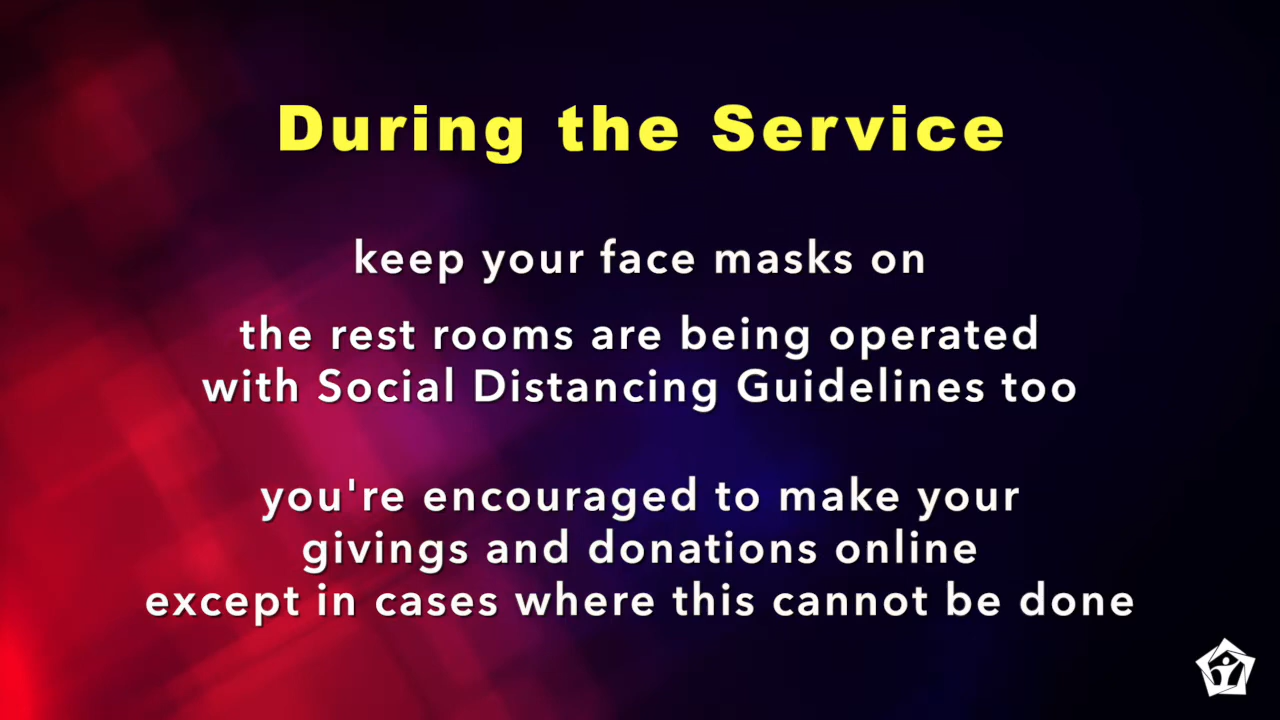 During the Service
keep your face masks on
the rest rooms are being operated
with Social Distancing Guidelines too
you're encouraged to make your
givings and donations online
except in cases where this cannot be done